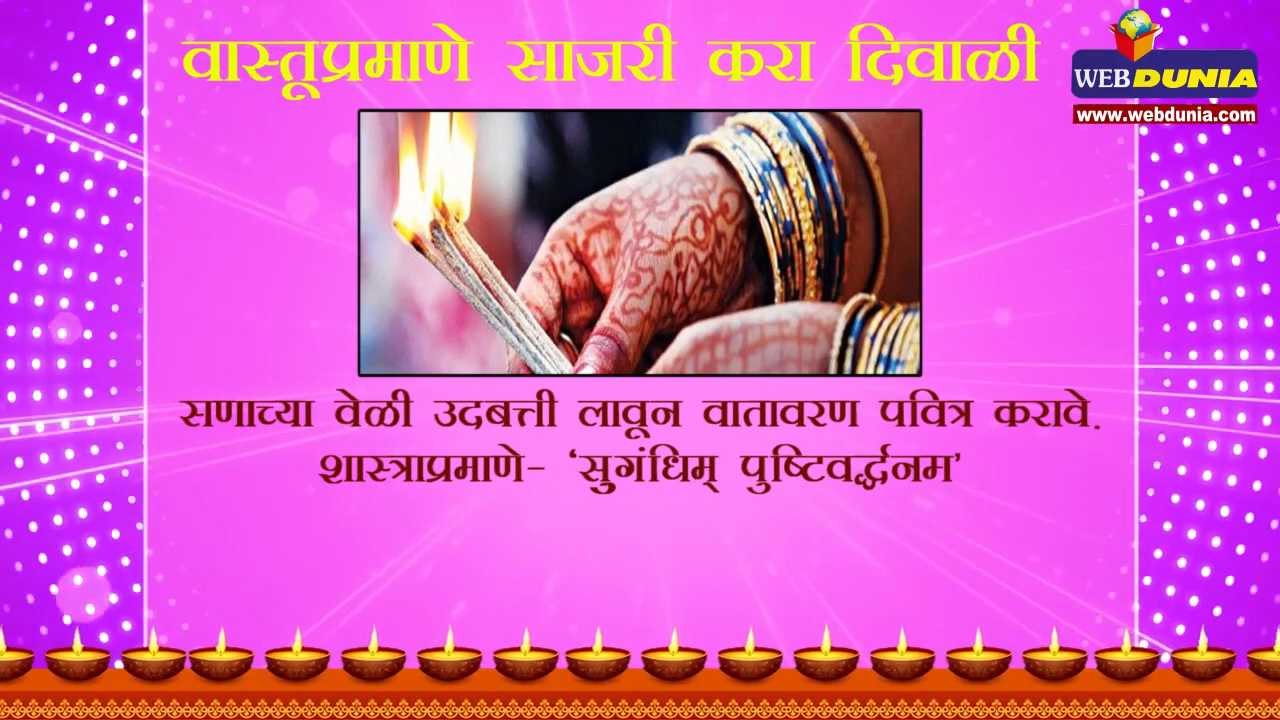 वास्तूप्रमाणे साजरी करा दिवाळी
WEBDUNIA
www.webdunia.com
सणाच्या वेळी उदबत्ती लावून वातावरण पवित्र करावे.
शास्त्राप्रमाणे- ‘सुगंधिम् पुष्टिवर्द्धनम’